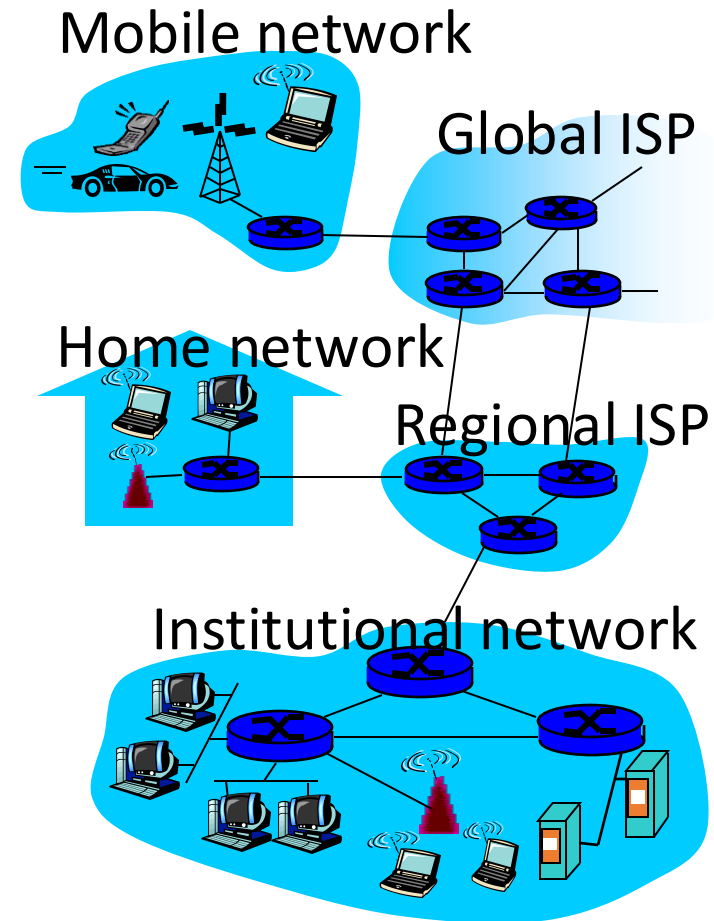 Mobile network
Global ISP
Home network
Regional ISP
Institutional network